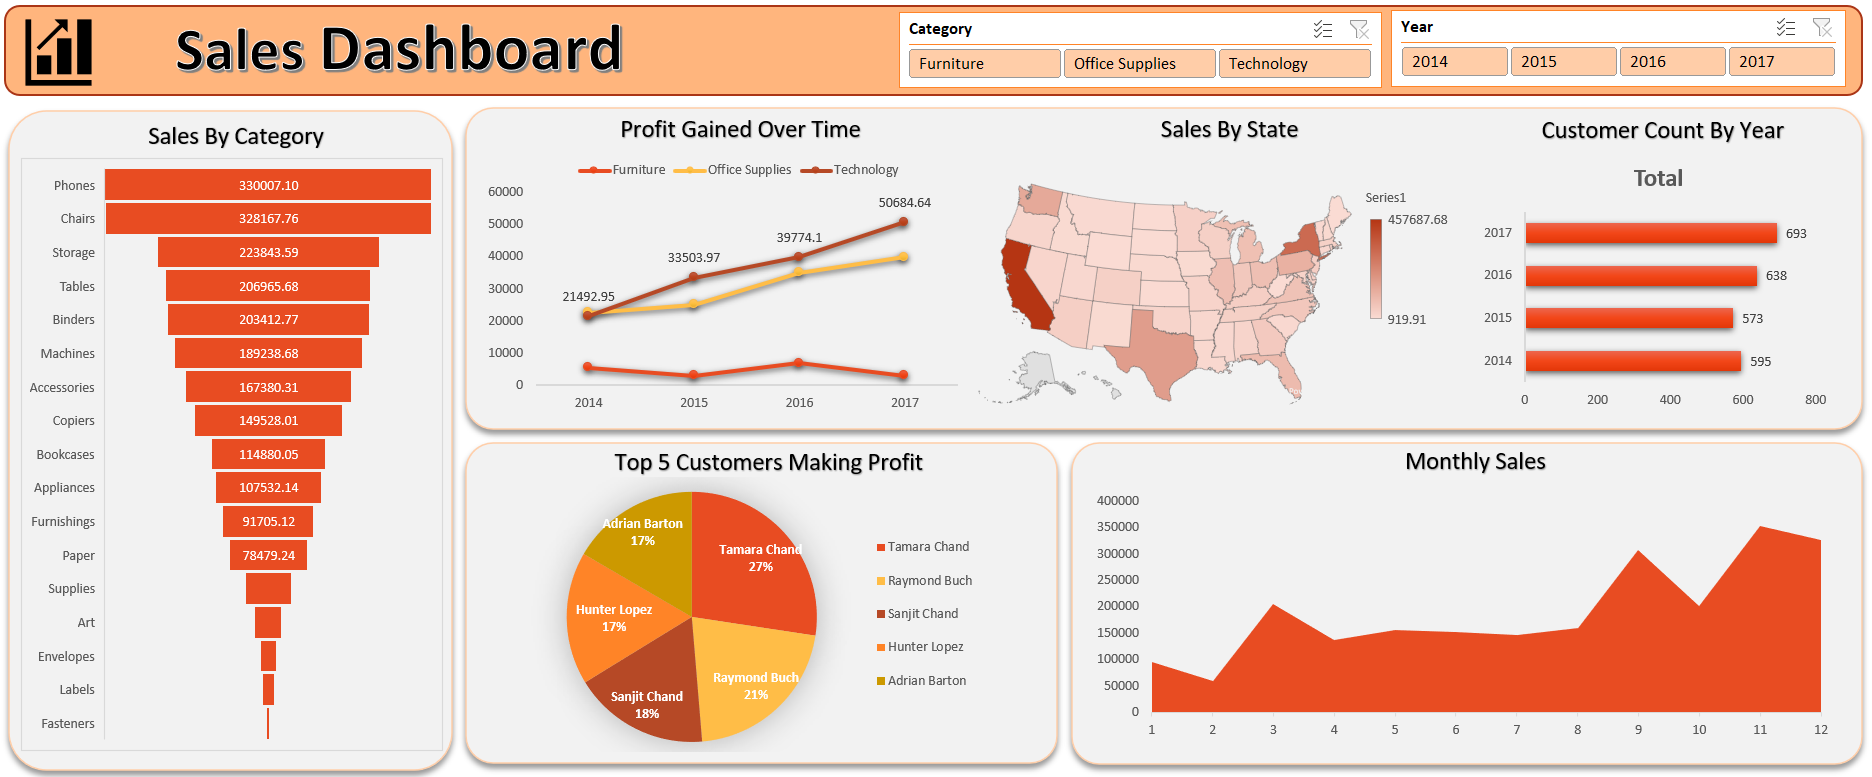 Sales Dashboard
Category
Furniture
Office Supplies
Technology
Year
2014
2015
2016
2017
Sales By Category
Phones 330007.10
Chairs 328167.76
Storage 223843.59
Tables 206965.68
Binders 203412.77
Machines 189238.68
Accessories 167380.31
Copiers 149528.01
Bookcases 114880.05
Appliances 107532.14
Furnishings 91705.12
Paper 78479.24
Supplies
Art
Envelopes
Labels
Fasteners
Profit Gained Over Time
Furniture Office Supplies Technology
60000
50000
40000
30000
20000
10000
0
21492.95
33503.97
39774.1
50684.64
2014 2015 2016 2017
Sales By State
Series1
457687.68
919.91
Customer Count By Year
Total
2017 693
2016 638
2015 573
2014 595
0 200 400 600 800
Top 5 Customers Making Profit
Adrian Barton
17%
Tamara Chand
27%
Hunter Lopez
17%
Raymond Buch
21%
Sanjit Chand
18%
Tamara Chand
Raymond Buch
Sanjit Chand
Hunter Lopez
Adrian Barton
Monthly Sales
400000
350000
300000
250000
200000
150000
100000
50000
0
1 2 3 4 5 6 7 8 9 10 11 12